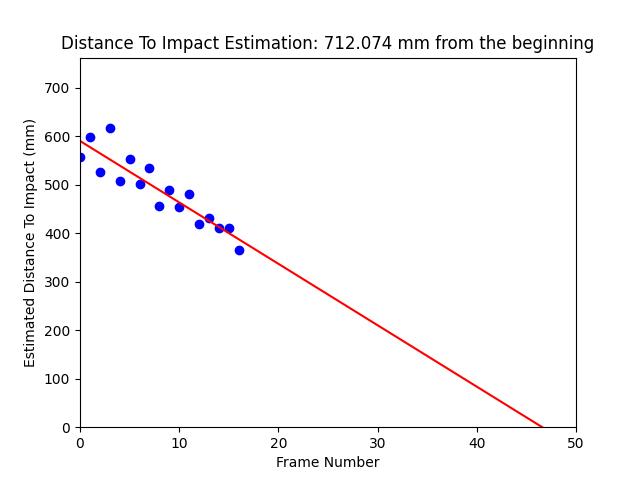 Distance To Impact Estimation: 712.074 mm from the beginning
Estimated Distance To Impact (mm)
700
600
500
400
300
200
100
0
0 10 20 30 40 50
Frame Number